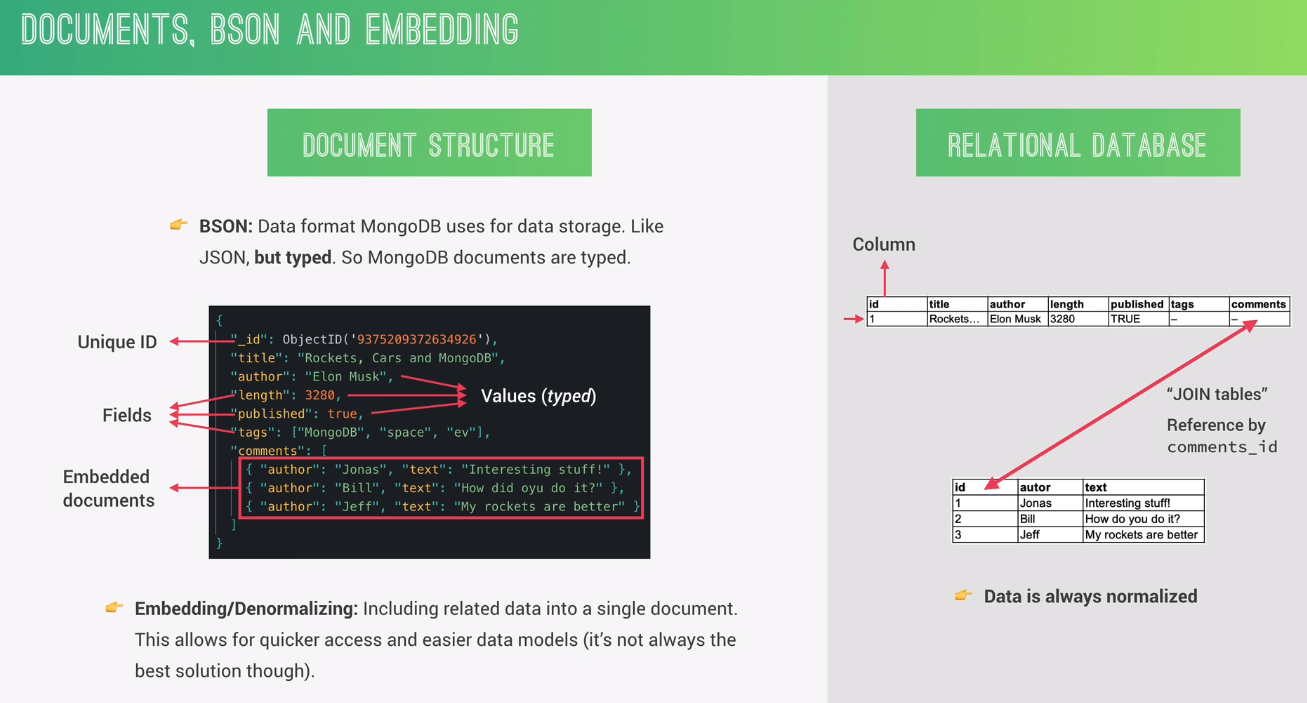 DOCUMENTS, BSON AND EMBEDDING
DOCUMENT STRUCTURE
👉 BSON: Data format MongoDB uses for data storage. Like
JSON, but typed. So MongoDB documents are typed.
Unique ID
Fields
Embedded
documents
{
"_id": ObjectID('9375209372634926'),
"title": "Rockets, Cars and MongoDB",
"author": "Elon Musk",
"length": 3280,
"published": true,
"tags": ["MongoDB", "space", "ev"],
"comments": [
{ "author": "Jonas", "text": "Interesting stuff!" },
{ "author": "Bill", "text": "How did oyu do it?" },
{ "author": "Jeff", "text": "My rockets are better" }
]
}
Values (typed)
👉 Embedding/Denormalizing: Including related data into a single document.
This allows for quicker access and easier data models (it’s not always the
best solution though).
RELATIONAL DATABASE
Column
id title author length published tags comments
1 Rockets… Elon Musk 3280 TRUE – –
“JOIN tables”
Reference by
comments_id
id autor text
1 Jonas Interesting stuff!
2 Bill How do you do it?
3 Jeff My rockets are better
👉 Data is always normalized